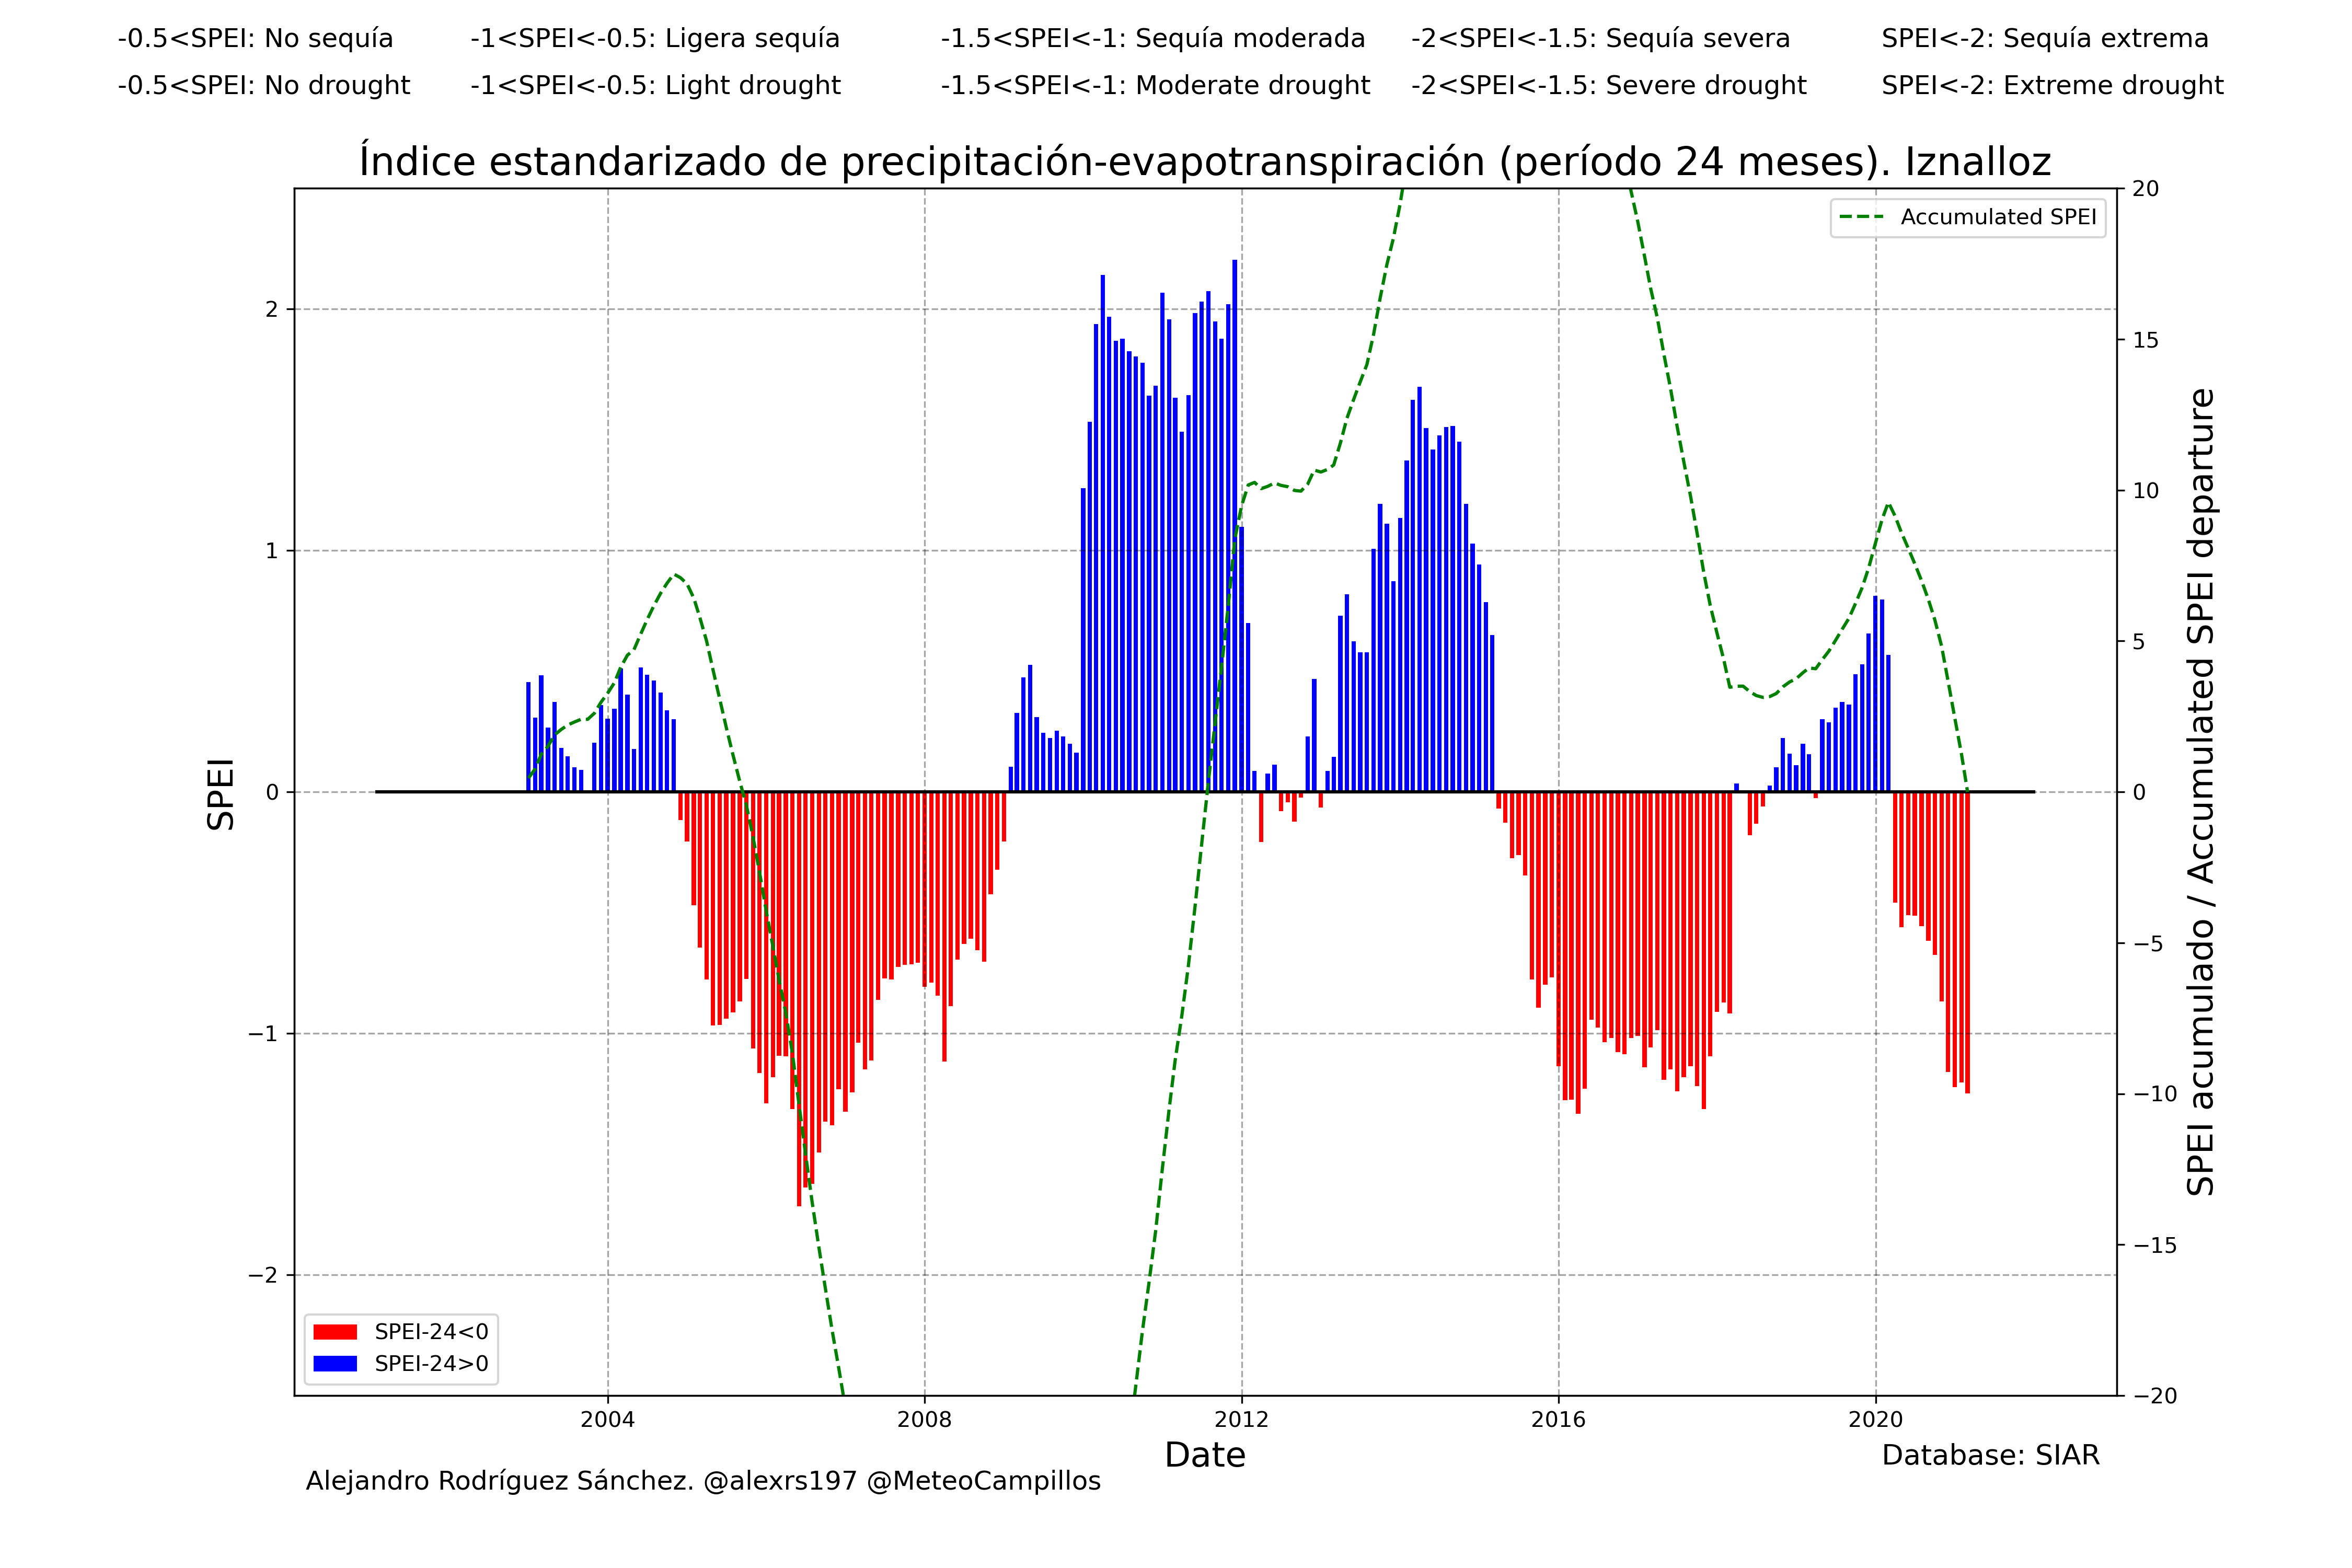 -0.5<SPEI: No sequía -1<SPEI<-0.5: Ligera sequía -1.5<SPEI<-1: Sequía moderada -2<SPEI<-1.5: Sequía severa SPEI<-2: Sequía extrema
-0.5<SPEI: No drought -1<SPEI<-0.5: Light drought -1.5<SPEI<-1: Moderate drought -2<SPEI<-1.5: Severe drought SPEI<-2: Extreme drought
Índice estandarizado de precipitación-evapotranspiración (período 24 meses). Iznalloz
Accumulated SPEI
SPEI
2
1
0
−1
−2
20
15
10
5
0
−5
−10
−15
−20
SPEI acumulado / Accumulated SPEI departure
SPEI-24<0
SPEI-24>0
2004 2008 2012 2016 2020
Date
Database: SIAR
Alejandro Rodríguez Sánchez. @alexrs197 @MeteoCampillos